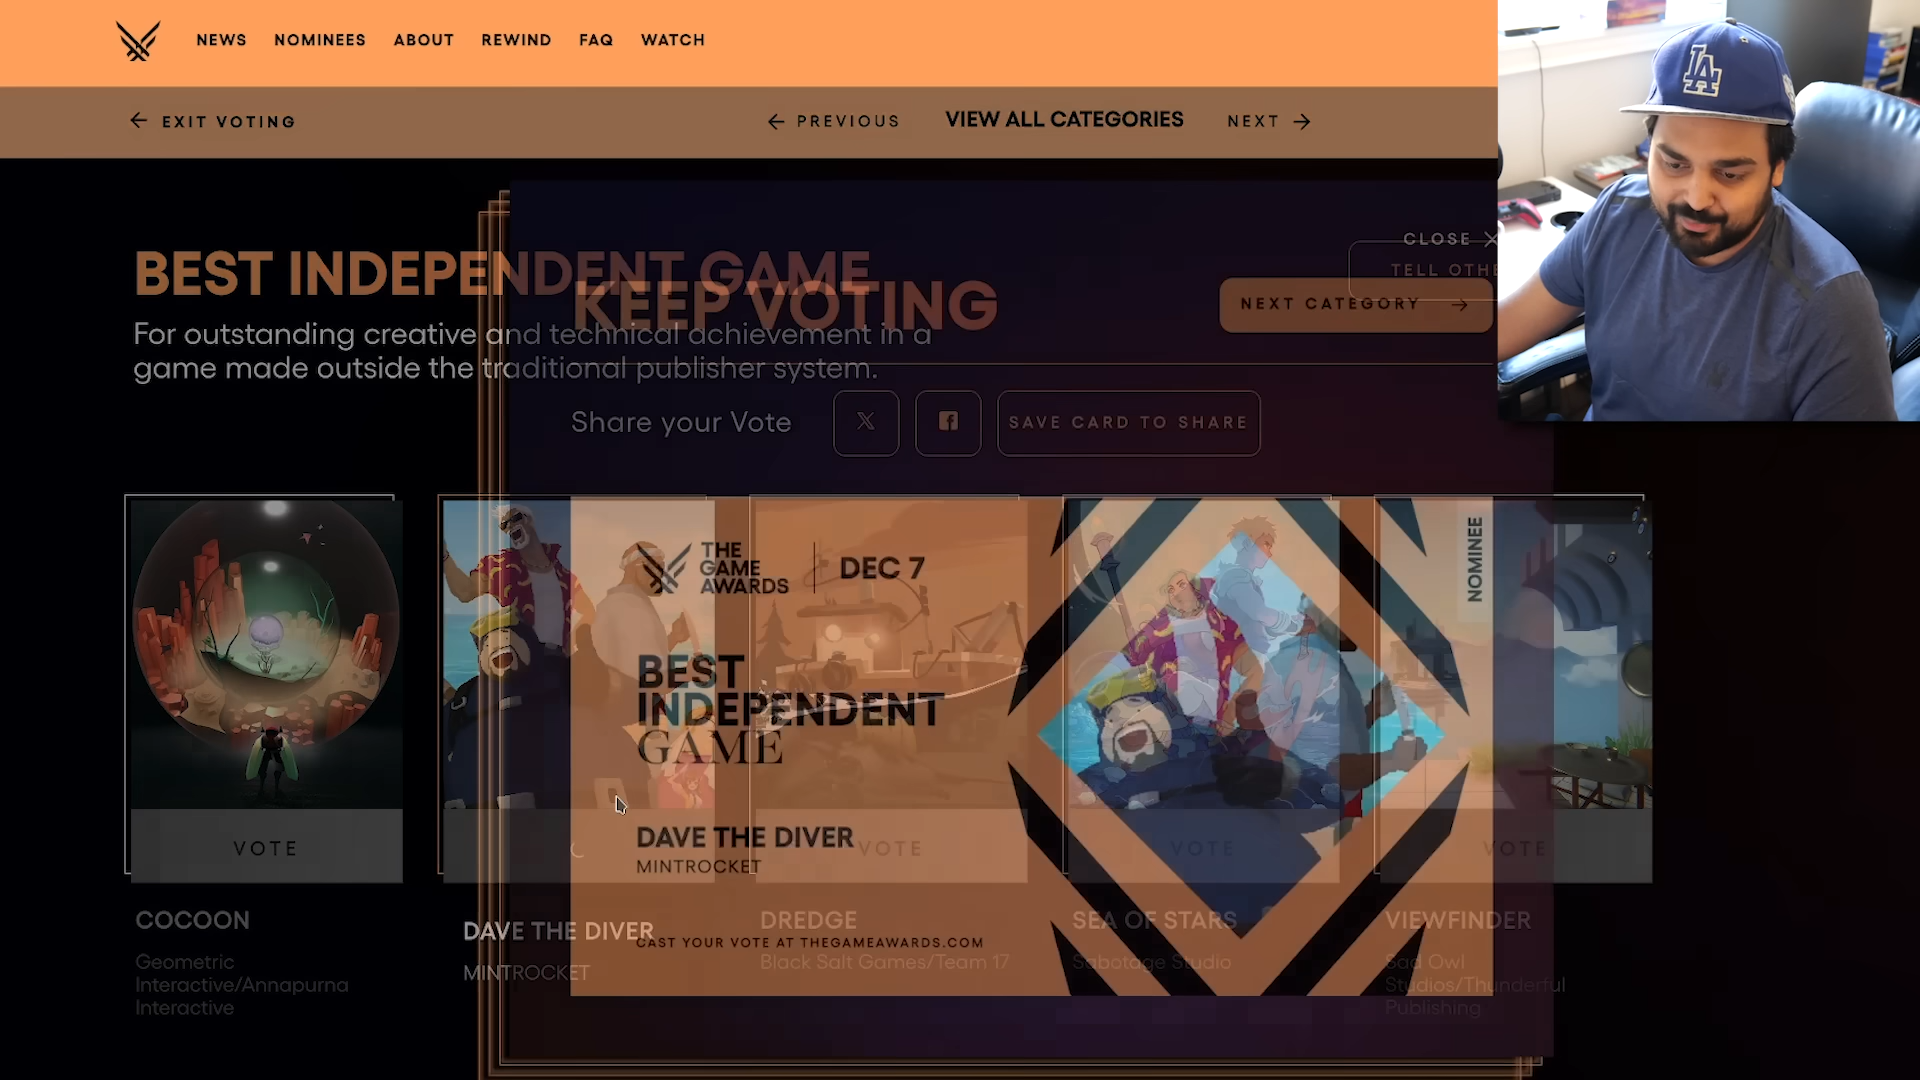 NEWS NOMINEES ABOUT REWIND FAQ WATCH
EXIT VOTING
PREVIOUS VIEW ALL CATEGORIES NEXT
CLOSE
BEST INDEPENDENT GAME
TELL OTHE
KEEP VOTING
NEXT CATEGORY
For outstanding creative and technical achievement in a
game made outside the traditional publisher system.
Share your Vote
SAVE CARD TO SHARE
THE
GAME
AWARDS
DEC 7
NOMINEE
BEST
INDEPENDENT
GAME
DAVE THE DIVER
MINTROCKET
CAST YOUR VOTE AT THEGAMEAWARDS.COM
VOTE
VOTE
VOTE
VOTE
COCOON
Geometric
Interactive/Annapurna
Interactive
DAVE THE DIVER
MINTROCKET
DREDGE
Black Salt Games/Team 17
SEA OF STARS
Sabotage Studio
VIEWFINDER
Sad Owl
Studios/Thunderful
Publishing
LA